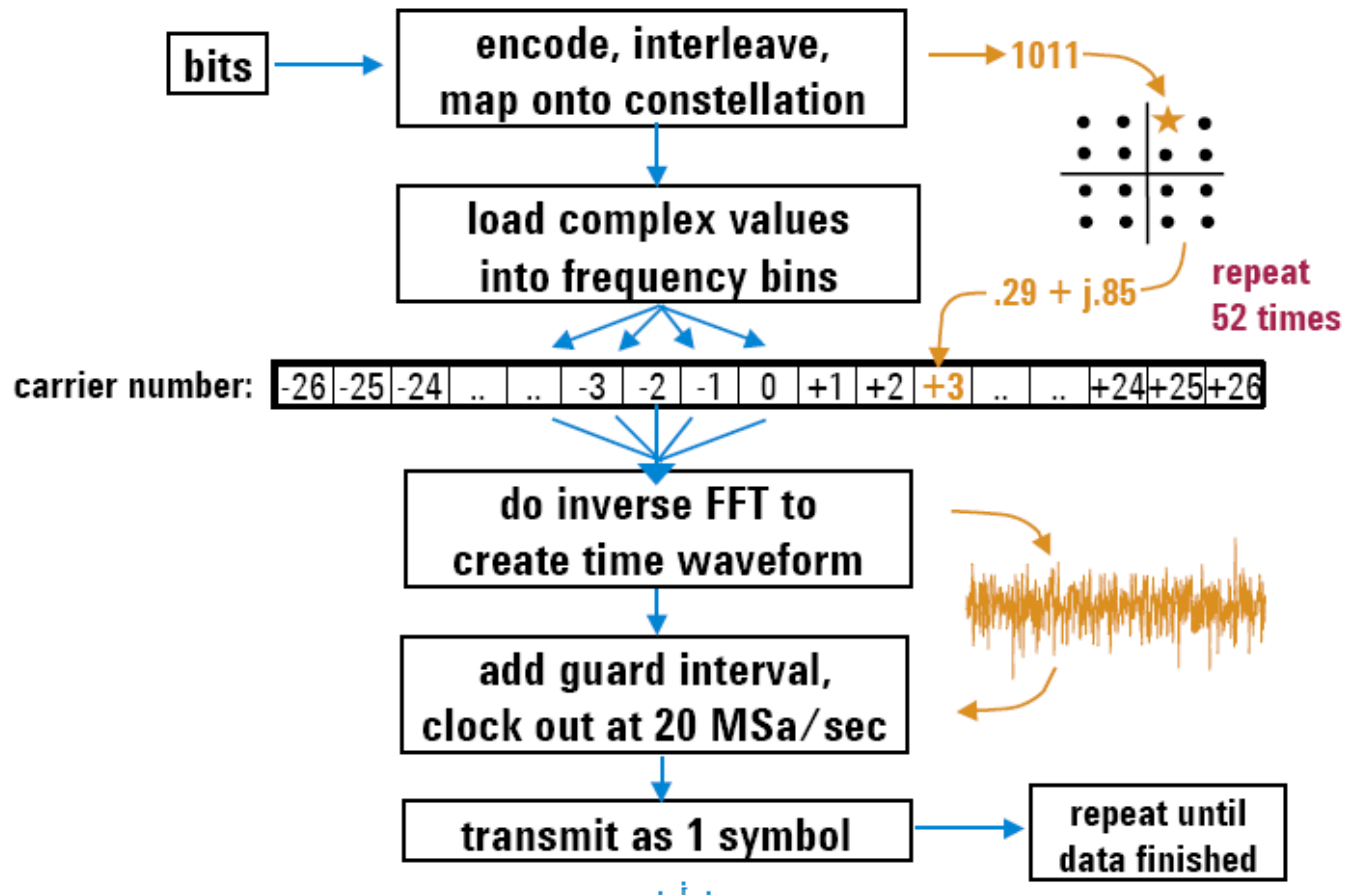 bits
encode, interleave,
map onto constellation
1011
load complex values
into frequency bins
.29 + j.85
repeat
52 times
carrier number:
-26 -25 -24 .. .. -3 -2 -1 0 +1 +2 +3 .. .. +24 +25 +26
do inverse FFT to
create time waveform
add guard interval,
clock out at 20 MSa/sec
transmit as 1 symbol
repeat until
data finished